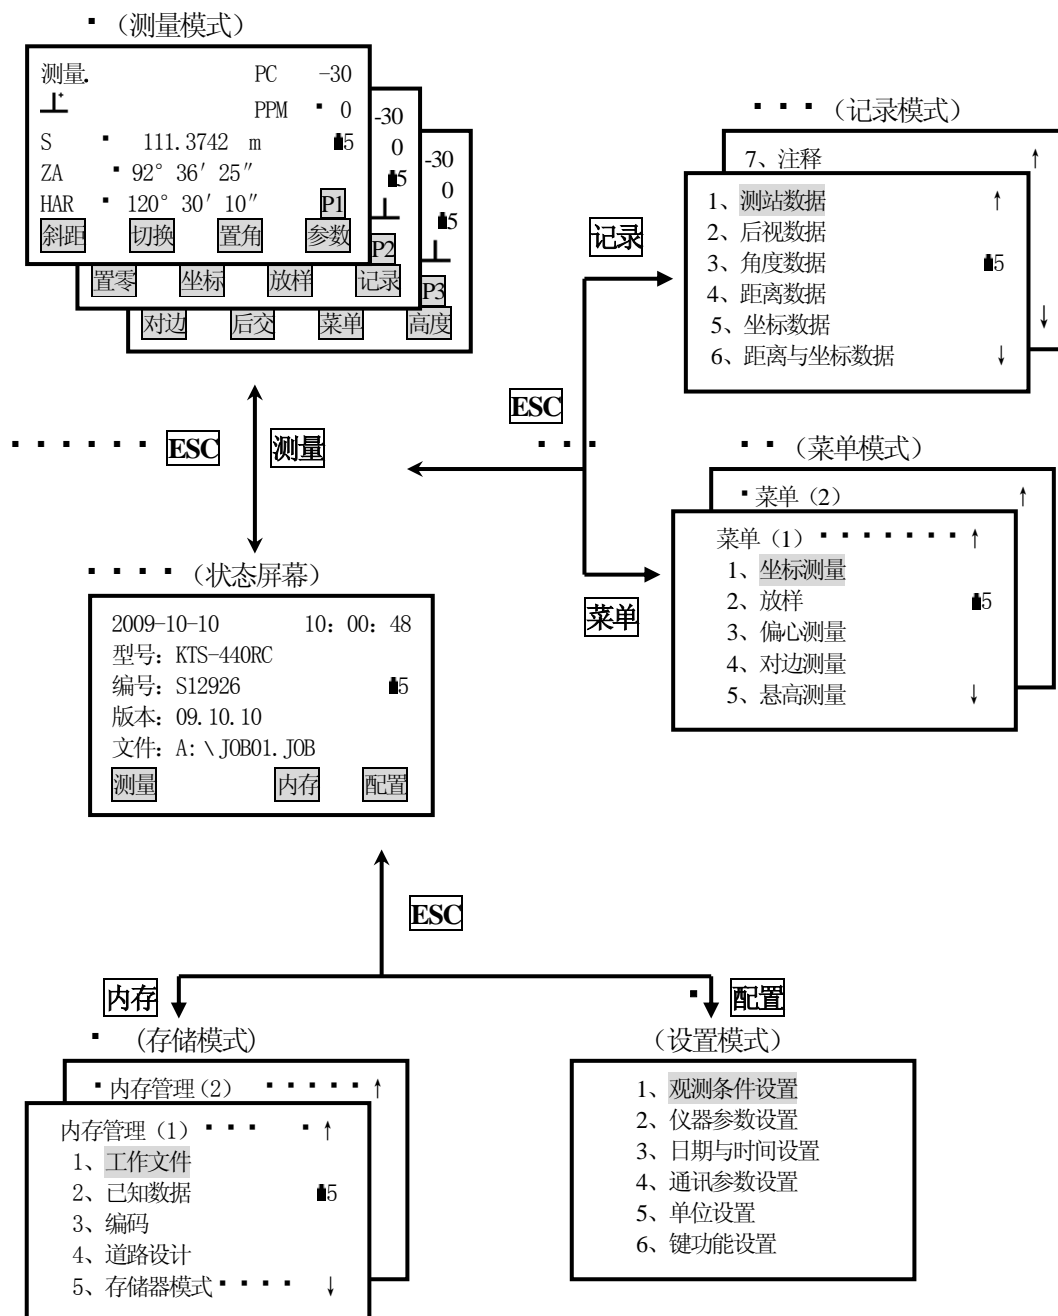 （测量模式）
测量. PC -30
PPM 0
S 111.3742 m 5
ZA 92° 36′ 25″
HAR 120° 30′ 10″ P1
斜距 切换 置角 参数
-30
0
5
P2
置零 坐标 放样 记录
-30
0
5
P3
对边 后交 菜单 高度
（记录模式）
7、注释 ↑
1、测站数据 ↑
2、后视数据
3、角度数据 5
4、距离数据
5、坐标数据 ↓
6、距离与坐标数据 ↓
记录
ESC
ESC
测量
菜单
（菜单模式）
菜单（2） ↑
菜单（1） ↑
1、坐标测量
2、放样 5
3、偏心测量
4、对边测量
5、悬高测量 ↓
（状态屏幕）
2009-10-10 10：00：48
型号：KTS-440RC
编号：S12926 5
版本：09.10.10
文件：A:\JOB01.JOB
测量 内存 配置
ESC
内存
配置
(存储模式)
内存管理（2） ↑
内存管理（1） ↑
1、工作文件
2、已知数据 5
3、编码
4、道路设计
5、存储器模式 ↓
（设置模式）
1、观测条件设置
2、仪器参数设置
3、日期与时间设置
4、通讯参数设置
5、单位设置
6、键功能设置